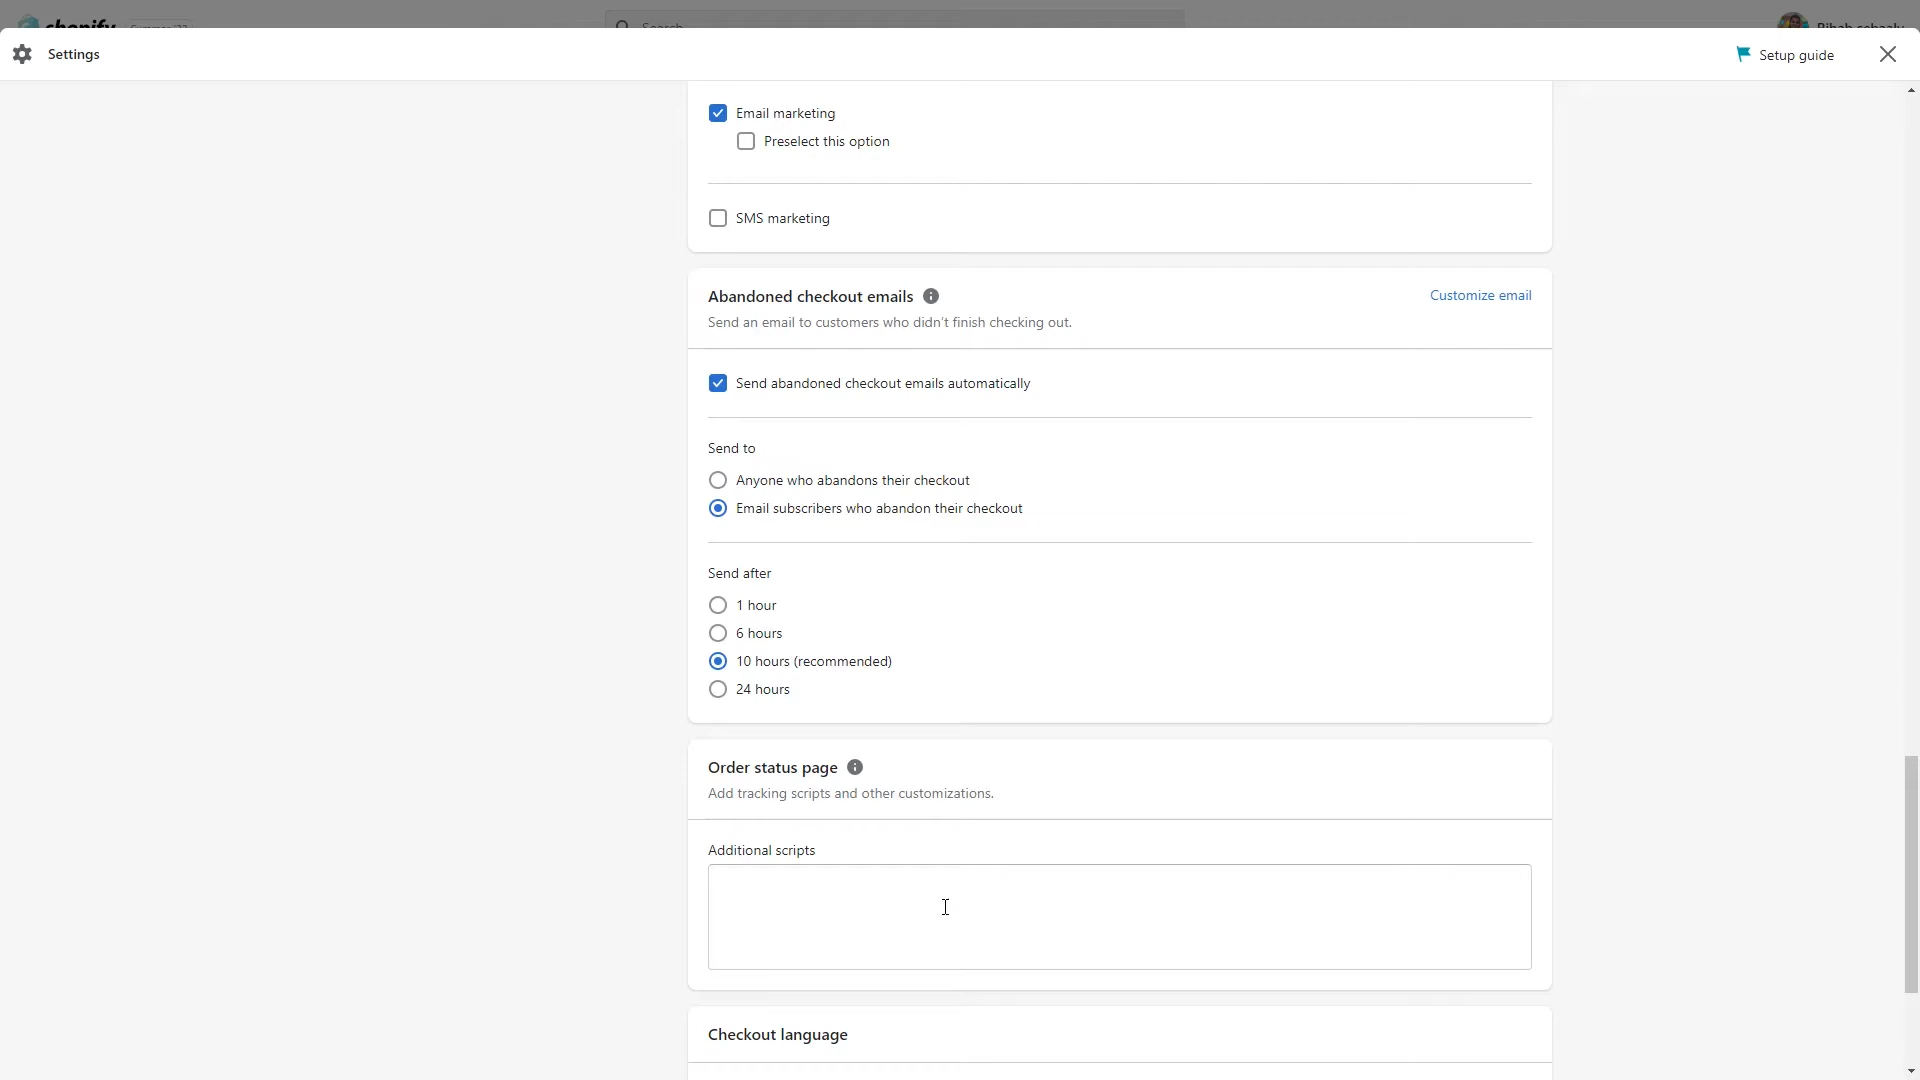 Settings
Setup guide
Email marketing
Preselect this option
SMS marketing
Abandoned checkout emails
Customize email
Send an email to customers who didn’t finish checking out.
Send abandoned checkout emails automatically
Send to
Anyone who abandons their checkout
Email subscribers who abandon their checkout
Send after
1 hour
6 hours
10 hours (recommended)
24 hours
Order status page
Add tracking scripts and other customizations.
Additional scripts
Checkout language